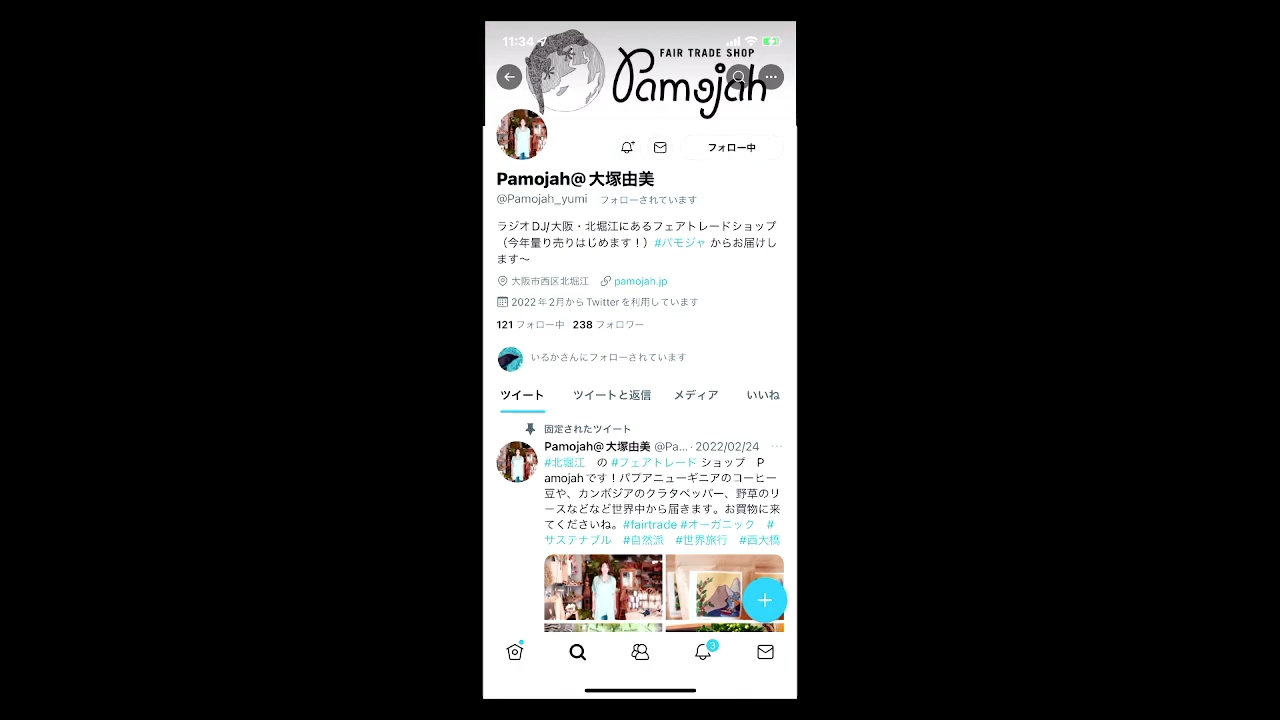 11:34
FAIR TRADE SHOP
Pamojah
フォロー中
Pamojah@大塚由美
@Pamojah_yumi フォローされています
ラジオDJ/大阪・北堀江にあるフェアトレードショップ
（今年量り売りはじめます！）#パモジャ からお届けし
ます〜
大阪市西区北堀江 pamojah.jp
2022年2月からTwitterを利用しています
121 フォロー中 238 フォロワー
いるかさんにフォローされています
ツイート ツイートと返信 メディア いいね
固定されたツイート
Pamojah@大塚由美 @Pa... · 2022/02/24
#北堀江　の #フェアトレード ショップ　P
amojahです！パプアニューギニアのコーヒー
豆や、カンボジアのクラタペッパー、野草のリ
ースなどなど世界中から届きます。お買物に来
てくださいね。#fairtrade #オーガニック　#
サステナブル　#自然派　#世界旅行　#西大橋
3